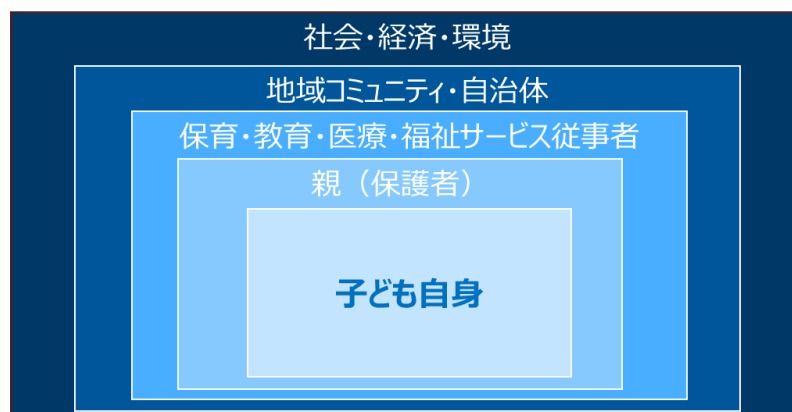 社会・経済・環境
地域コミュニティ・自治体
保育・教育・医療・福祉サービス従事者
親（保護者）
子ども自身